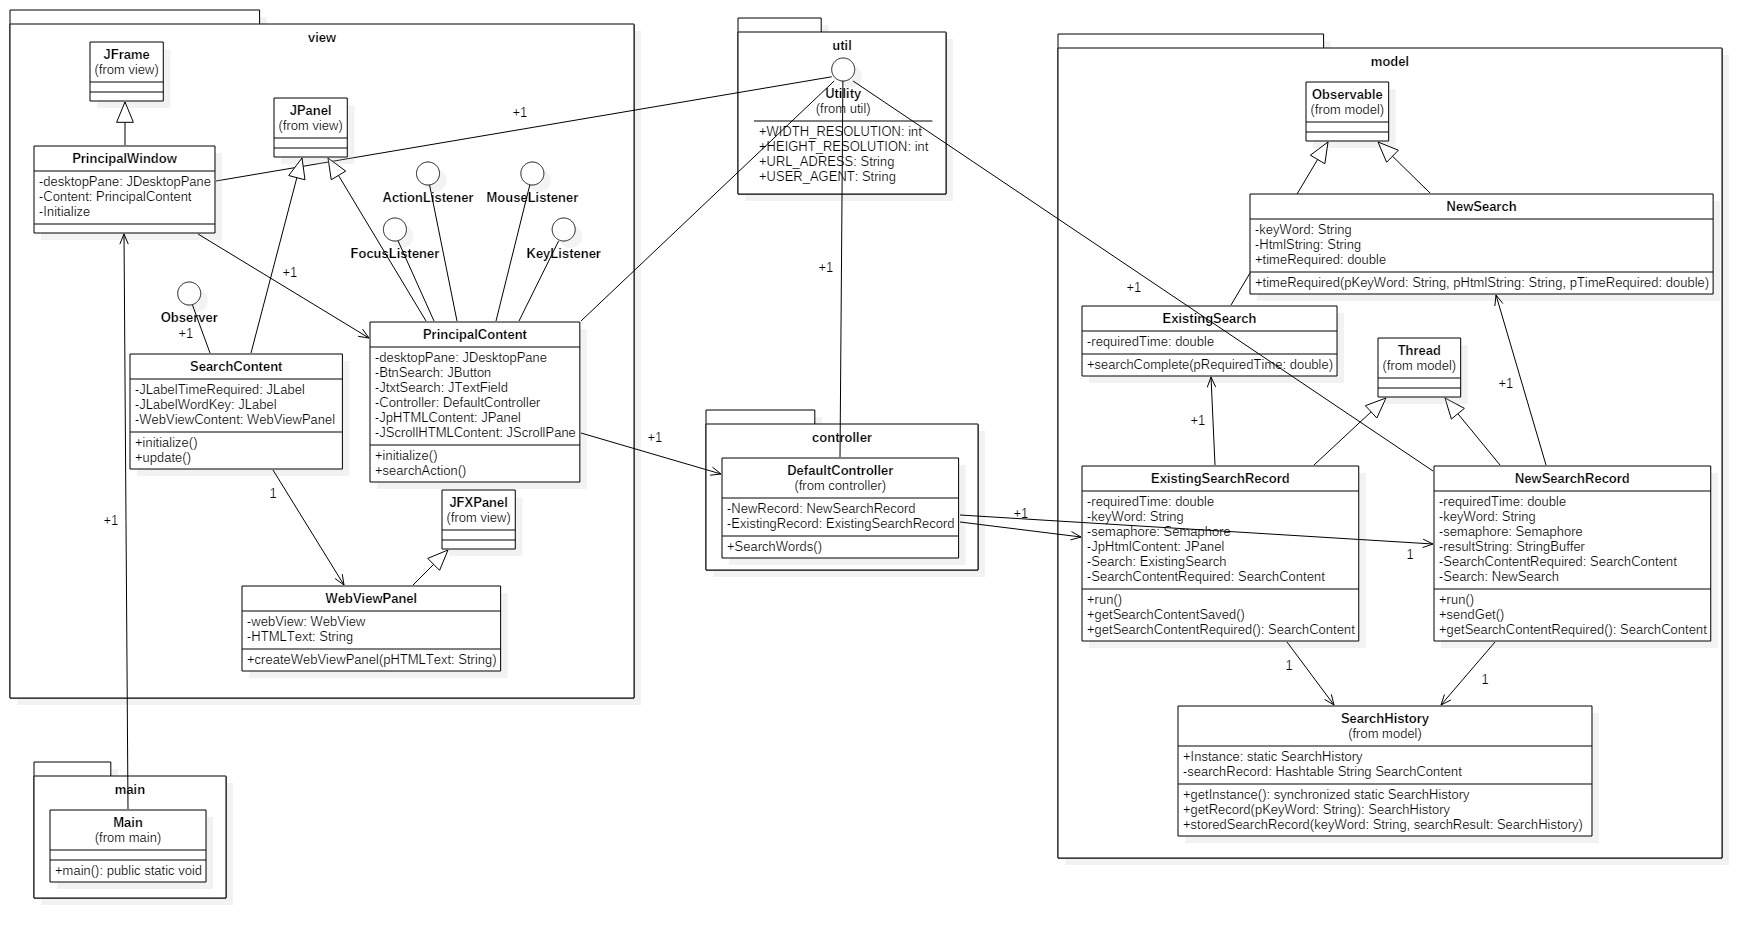 view
JFrame
(from view)
PrincipalWindow
-desktopPane: JDesktopPane
-Content: PrincipalContent
-Initialize
JPanel
(from view)
ActionListener
MouseListener
FocusListener
KeyListener
+1
+1
Observer
+1
SearchContent
-JLabelTimeRequired: JLabel
-JLabelWordKey: JLabel
-WebViewContent: WebViewPanel
+initialize()
+update()
PrincipalContent
-desktopPane: JDesktopPane
-BtnSearch: JButton
-JtxtSearch: JTextField
-Controller: DefaultController
-JpHTMLContent: JPanel
-JScrollHTMLContent: JScrollPane
+initialize()
+searchAction()
1
JFXPanel
(from view)
+1
WebViewPanel
-webView: WebView
-HTMLText: String
+createWebViewPanel(pHTMLText: String)
main
Main
(from main)
+main(): public static void
util
Utility
(from util)
+WIDTH_RESOLUTION: int
+HEIGHT_RESOLUTION: int
+URL_ADRESS: String
+USER_AGENT: String
+1
+1
+1
controller
DefaultController
(from controller)
-NewRecord: NewSearchRecord
-ExistingRecord: ExistingSearchRecord
+SearchWords()
+1
1
model
Observable
(from model)
NewSearch
-keyWord: String
-HtmlString: String
+timeRequired: double
+timeRequired(pKeyWord: String, pHtmlString: String, pTimeRequired: double)
ExistingSearch
-requiredTime: double
+searchComplete(pRequiredTime: double)
Thread
(from model)
+1
+1
ExistingSearchRecord
-requiredTime: double
-keyWord: String
-semaphore: Semaphore
-JpHtmlContent: JPanel
-Search: ExistingSearch
-SearchContentRequired: SearchContent
+run()
+getSearchContentSaved()
+getSearchContentRequired(): SearchContent
NewSearchRecord
-requiredTime: double
-keyWord: String
-semaphore: Semaphore
-resultString: StringBuffer
-SearchContentRequired: SearchContent
-Search: NewSearch
+run()
+sendGet()
+getSearchContentRequired(): SearchContent
1
1
SearchHistory
(from model)
+Instance: static SearchHistory
-searchRecord: Hashtable String SearchContent
+getInstance(): synchronized static SearchHistory
+getRecord(pKeyWord: String): SearchHistory
+storedSearchRecord(keyWord: String, searchResult: SearchHistory)